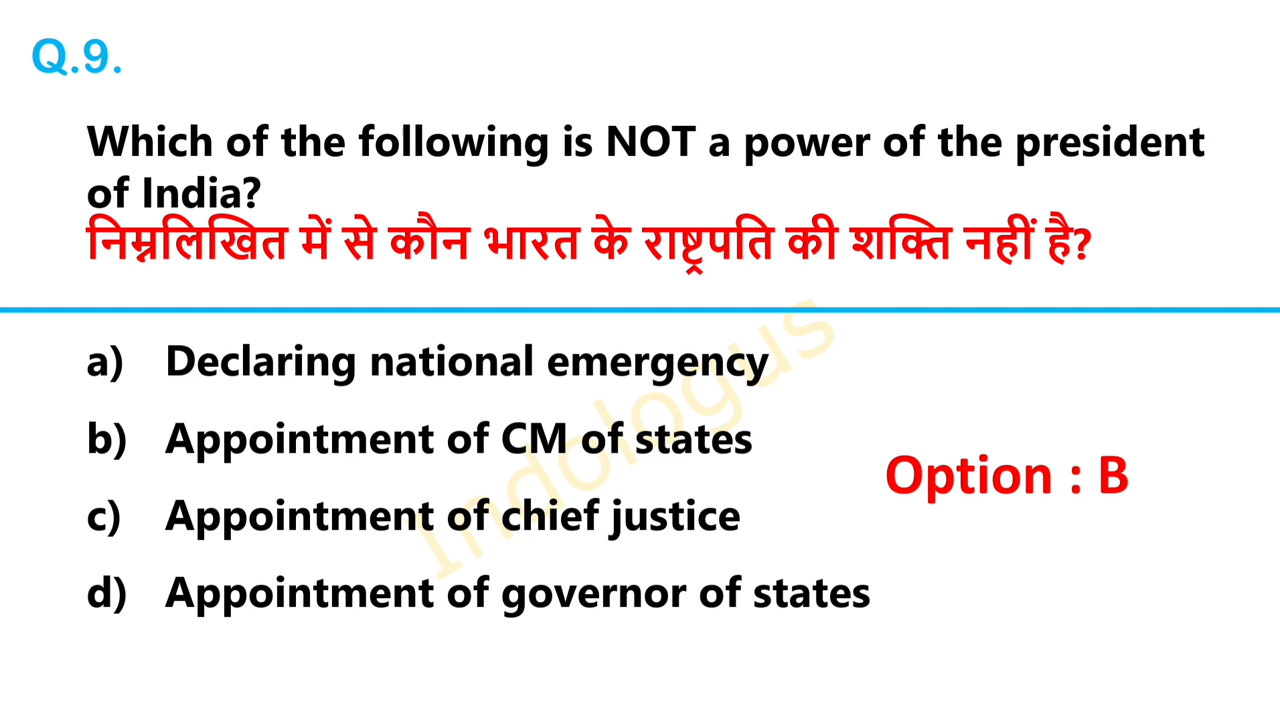 Q.9.
Which of the following is NOT a power of the president
of India?
निम्नलिखित में से कौन भारत के राष्ट्रपति की शक्ति नहीं है?
a) Declaring national emergency
b) Appointment of CM of states
Option : B
c) Appointment of chief justice
d) Appointment of governor of states
Indologus